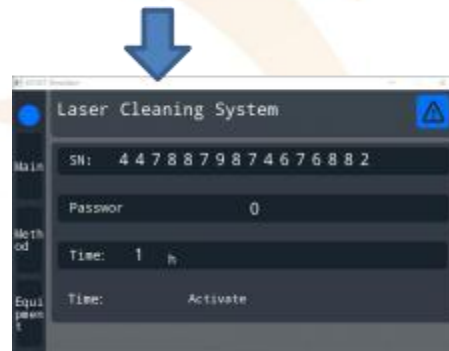 Laser Cleaning System
Main
SN: 4 4 7 8 8 7 9 8 7 4 6 7 6 8 8 2
Passwor 0
Meth
od
Time: 1 h
Equi
pmen
t
Time: Activate